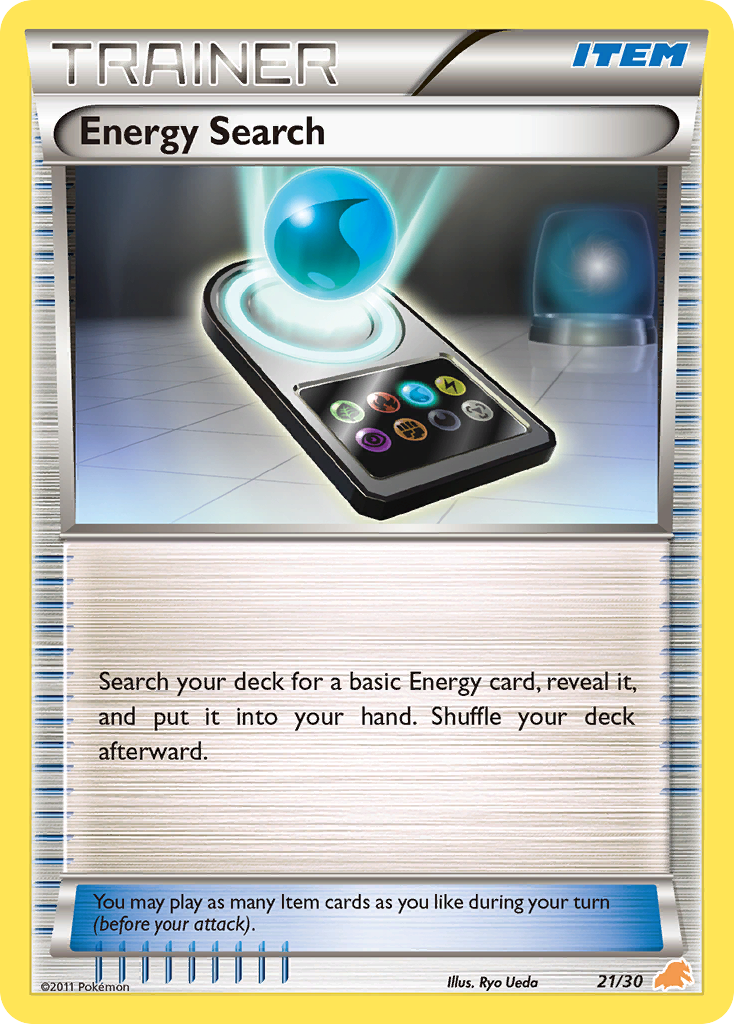 TRAINER
ITEM
Energy Search
Search your deck for a basic Energy card, reveal it,
and put it into your hand. Shuffle your deck
afterward.
You may play as many Item cards as you like during your turn
(before your attack).
©2011 Pokémon
Illus. Ryo Ueda
21/30